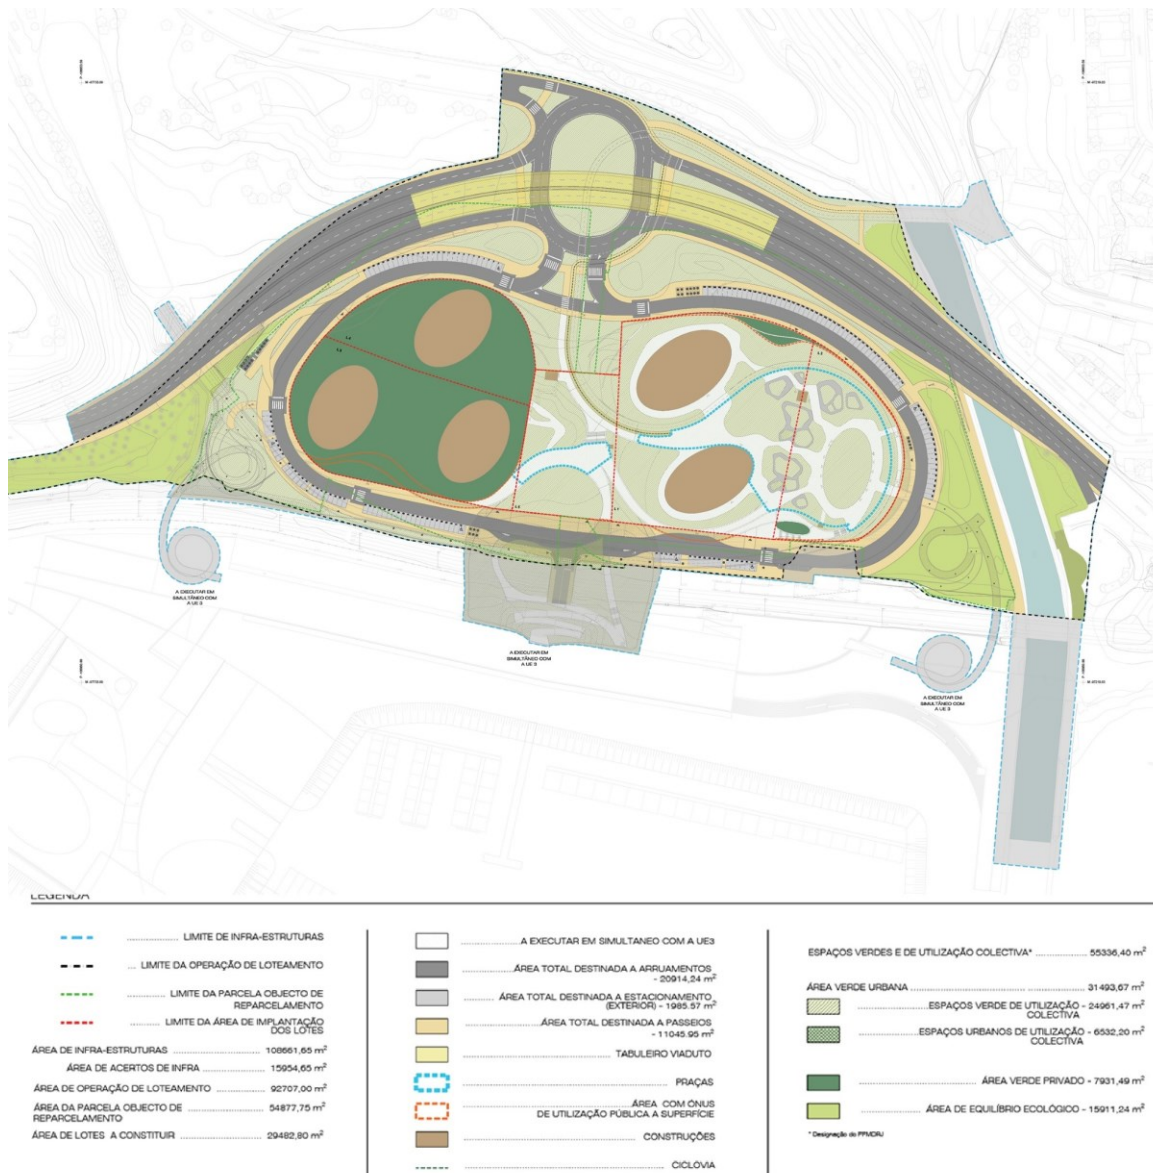 A EXECUTAR EM
SIMULTÂNEO COM
A UE 3
A EXECUTAR EM
SIMULTÂNEO COM
A UE 3
A EXECUTAR EM
SIMULTÂNEO COM
A UE 3
LEGENDA
LIMITE DE INFRA-ESTRUTURAS
LIMITE DA OPERAÇÃO DE LOTEAMENTO
LIMITE DA PARCELA OBJECTO DE
REPARCELAMENTO
LIMITE DA ÁREA DE IMPLANTAÇÃO
DOS LOTES
ÁREA DE INFRA-ESTRUTURAS 108661,65 m²
ÁREA DE ACERTOS DE INFRA 15954,65 m²
ÁREA DE OPERAÇÃO DE LOTEAMENTO 92707,00 m²
ÁREA DA PARCELA OBJECTO DE
REPARCELAMENTO 54877,75 m²
ÁREA DE LOTES A CONSTITUIR 29482,80 m²
A EXECUTAR EM SIMULTANEO COM A UE3
ÁREA TOTAL DESTINADA A ARRUAMENTOS
- 20914,24 m²
ÁREA TOTAL DESTINADA A ESTACIONAMENTO
(EXTERIOR) - 1985.57 m²
ÁREA TOTAL DESTINADA A PASSEIOS
- 11045.95 m²
TABULEIRO VIADUTO
PRAÇAS
ÁREA COM ÓNUS
DE UTILIZAÇÃO PÚBLICA A SUPERFÍCIE
CONSTRUÇÕES
CICLOVIA
ESPAÇOS VERDES E DE UTILIZAÇÃO COLECTIVA* 55336,40 m²
ÁREA VERDE URBANA 31493,67 m²
ESPAÇOS VERDE DE UTILIZAÇÃO - 24961,47 m²
COLECTIVA
ESPAÇOS URBANOS DE UTILIZAÇÃO - 6532,20 m²
COLECTIVA
ÁREA VERDE PRIVADO - 7931,49 m²
ÁREA DE EQUILÍBRIO ECOLÓGICO - 15911,24 m²
* Designação do PPMDRJ